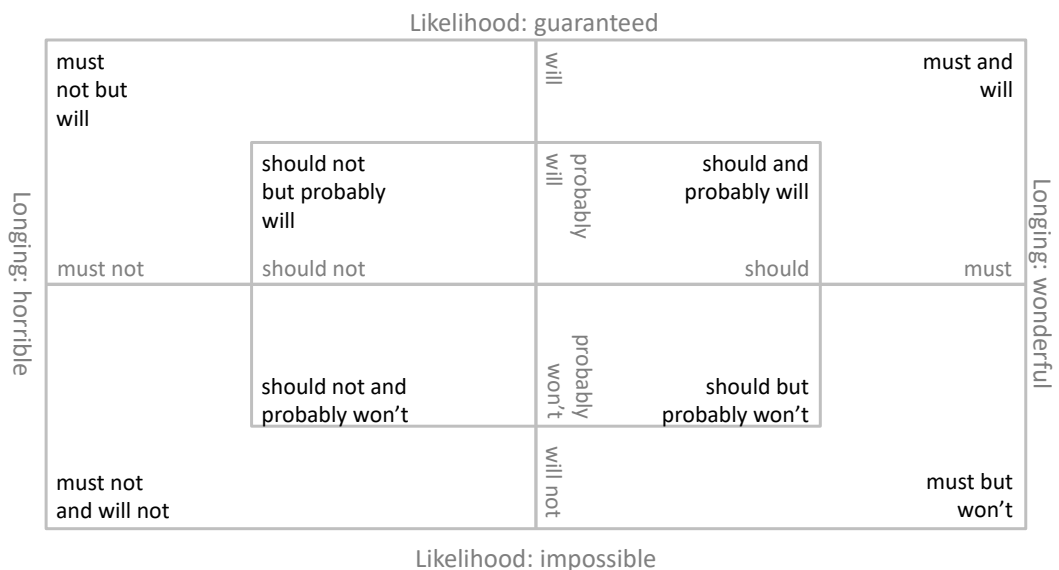 Likelihood: guaranteed
must
not but
will
will
must and
will
should not
but probably
will
probably
will
should and
probably will
Longing: horrible
must not
should not
should
must
Longing: wonderful
should not and
probably won't
probably
won't
should but
probably won't
must not
and will not
will not
must but
won't
Likelihood: impossible